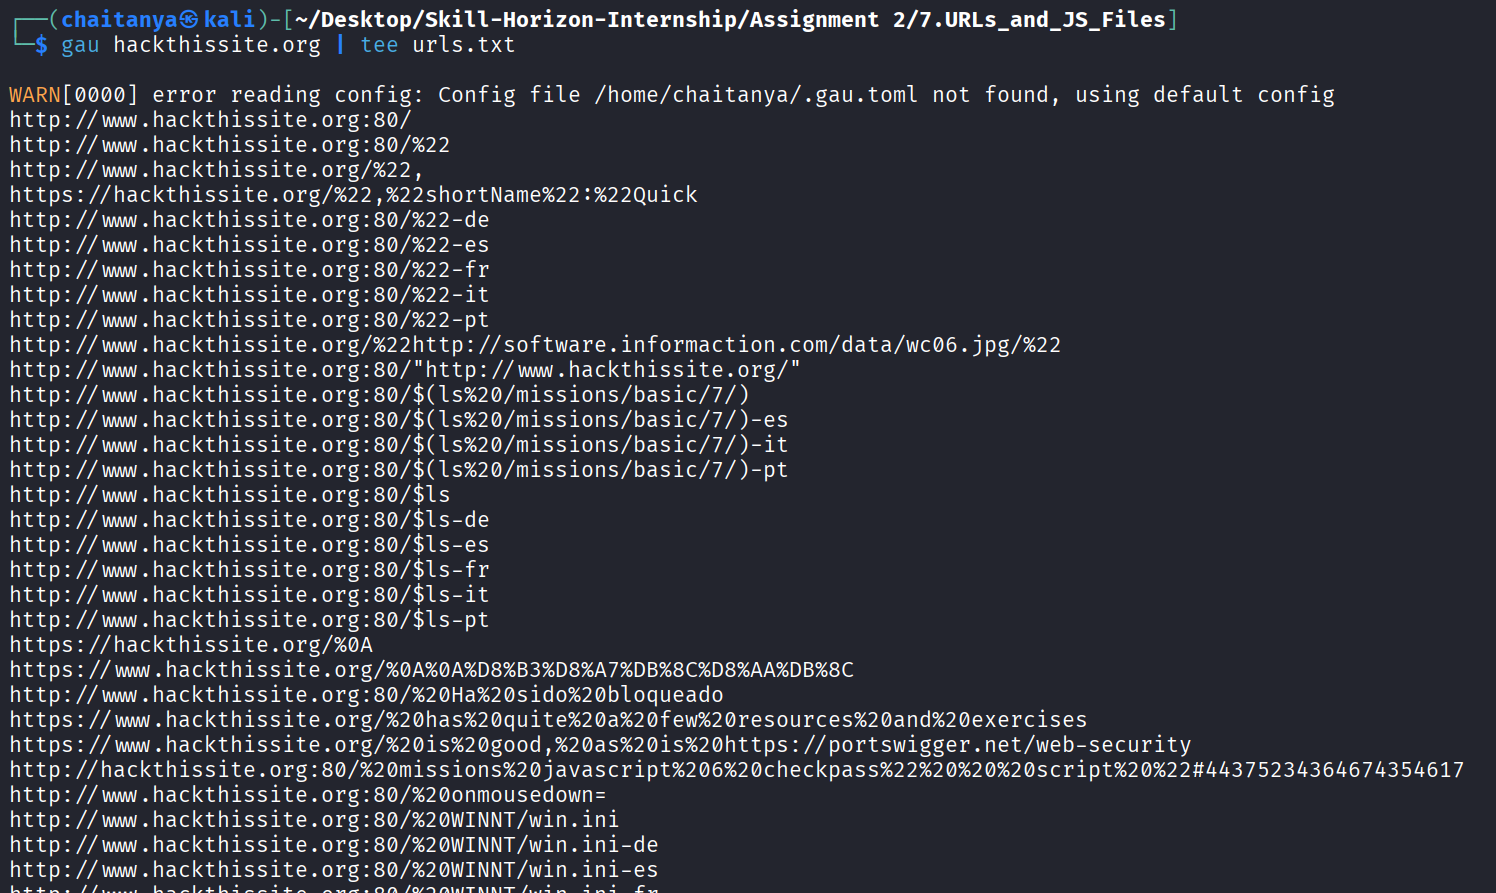 ┌──(chaitanya㉿kali)-[~/Desktop/Skill-Horizon-Internship/Assignment 2/7.URLs_and_JS_Files]
└─$ gau hackthissite.org | tee urls.txt
WARN[0000] error reading config: Config file /home/chaitanya/.gau.toml not found, using default config
http://www.hackthissite.org:80/
http://www.hackthissite.org:80/%22
http://www.hackthissite.org/%22,
https://hackthissite.org/%22,%22shortName%22:%22Quick
http://www.hackthissite.org:80/%22-de
http://www.hackthissite.org:80/%22-es
http://www.hackthissite.org:80/%22-fr
http://www.hackthissite.org:80/%22-it
http://www.hackthissite.org:80/%22-pt
http://www.hackthissite.org/%22http://software.informaction.com/data/wc06.jpg/%22
http://www.hackthissite.org:80/"http://www.hackthissite.org/"
http://www.hackthissite.org:80/$(ls%20/missions/basic/7/)
http://www.hackthissite.org:80/$(ls%20/missions/basic/7/)-es
http://www.hackthissite.org:80/$(ls%20/missions/basic/7/)-it
http://www.hackthissite.org:80/$(ls%20/missions/basic/7/)-pt
http://www.hackthissite.org:80/$ls
http://www.hackthissite.org:80/$ls-de
http://www.hackthissite.org:80/$ls-es
http://www.hackthissite.org:80/$ls-fr
http://www.hackthissite.org:80/$ls-it
http://www.hackthissite.org:80/$ls-pt
https://hackthissite.org/%0A
https://www.hackthissite.org/%0A%0A%D8%B3%D8%A7%DB%8C%D8%AA%DB%8C
http://www.hackthissite.org:80/%20Ha%20sido%20bloqueado
https://www.hackthissite.org/%20has%20quite%20a%20few%20resources%20and%20exercises
https://www.hackthissite.org/%20is%20good,%20as%20is%20https://portswigger.net/web-security
http://hackthissite.org:80/%20missions%20javascript%206%20checkpass%22%20%20%20script%20%22#44375234364674354617
http://www.hackthissite.org:80/%20onmousedown=
http://www.hackthissite.org:80/%20WINNT/win.ini
http://www.hackthissite.org:80/%20WINNT/win.ini-de
http://www.hackthissite.org:80/%20WINNT/win.ini-es
http://www.hackthissite.org:80/%20WINNT/win.ini-fr